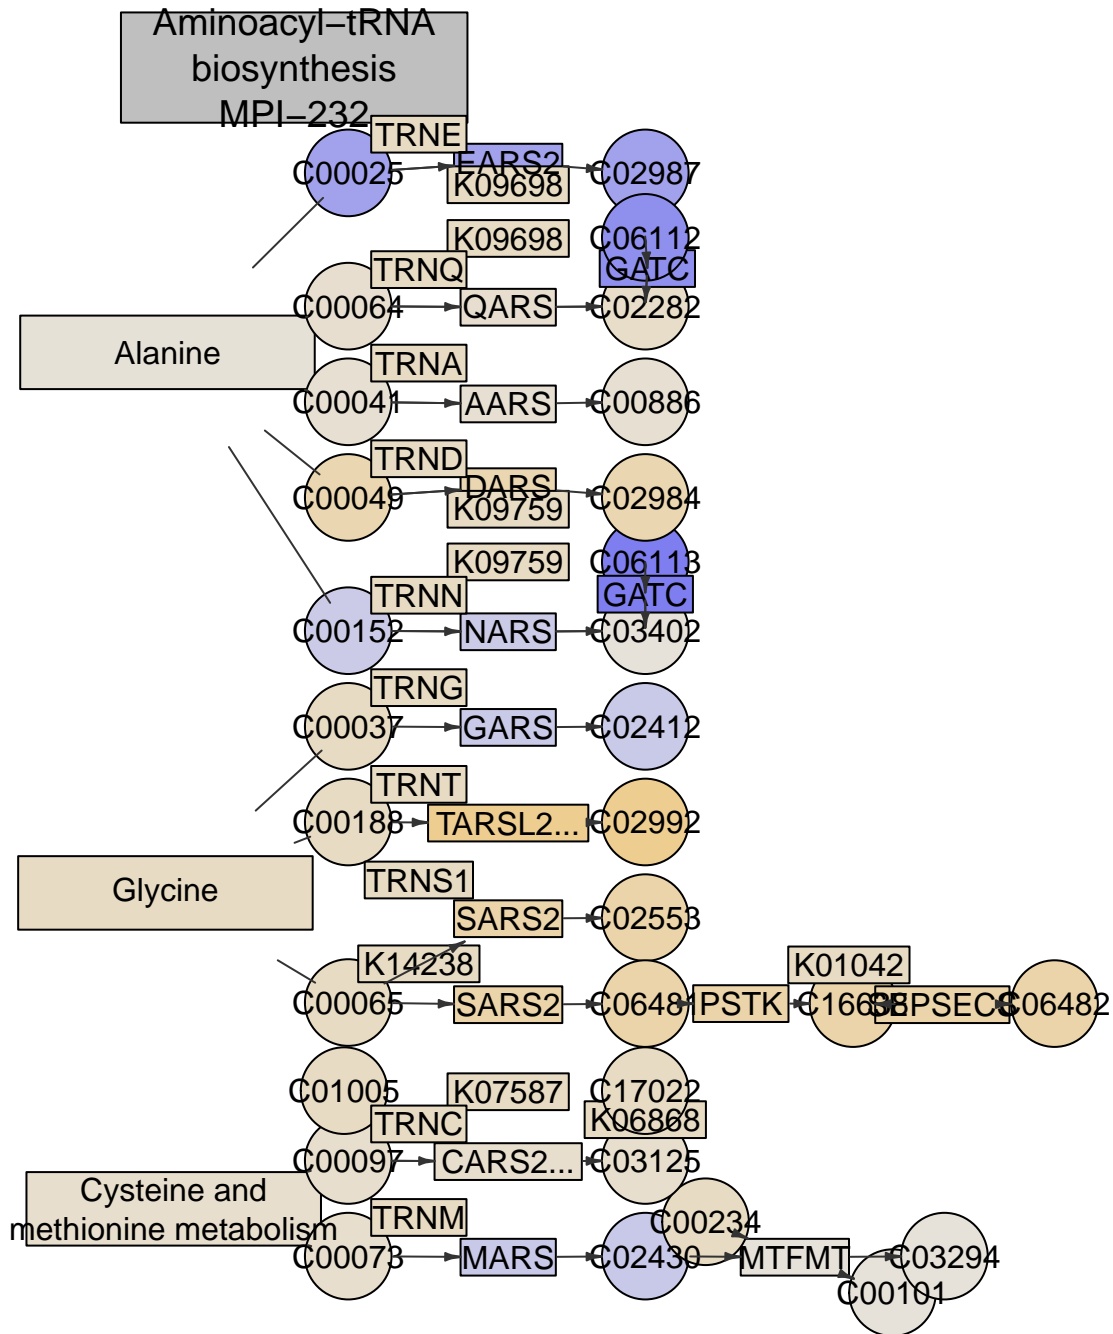 Aminoacyl−tRNA
biosynthesis
MPI−232
TRNE
C00025
EARS2
C02987
K09698
K09698
C06112
TRNQ
GATC
C00064
QARS
C02282
Alanine
TRNA
C00041
AARS
C00886
TRND
C00049
DARS
C02984
K09759
K09759
C06113
TRNN
GATC
C00152
NARS
C03402
TRNG
C00037
GARS
C02412
TRNT
C00188
TARSL2...
C02992
Glycine
TRNS1
SARS2
C02553
K14238
K01042
C00065
SARS2
C06481
PSTK
C16638
SEPSECS
C06482
C01005
K07587
C17022
TRNC
K06868
C00097
CARS2...
C03125
Cysteine and
methionine metabolism
TRNM
C00234
C00073
MARS
C02430
MTFMT
C03294
C00101